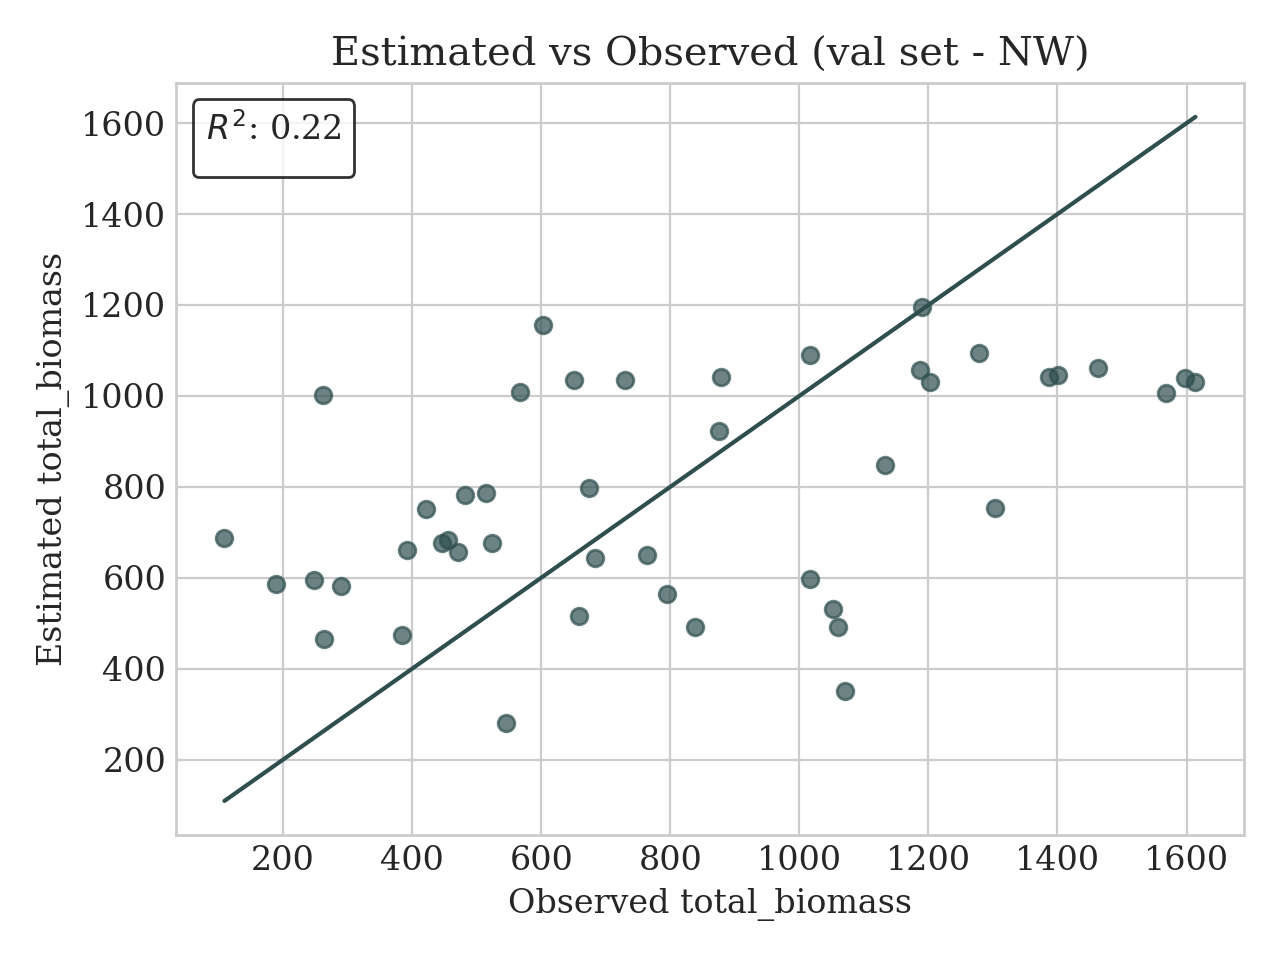 Estimated vs Observed (val set - NW)
R²: 0.22
Estimated total_biomass
1600
1400
1200
1000
800
600
400
200
200 400 600 800 1000 1200 1400 1600
Observed total_biomass